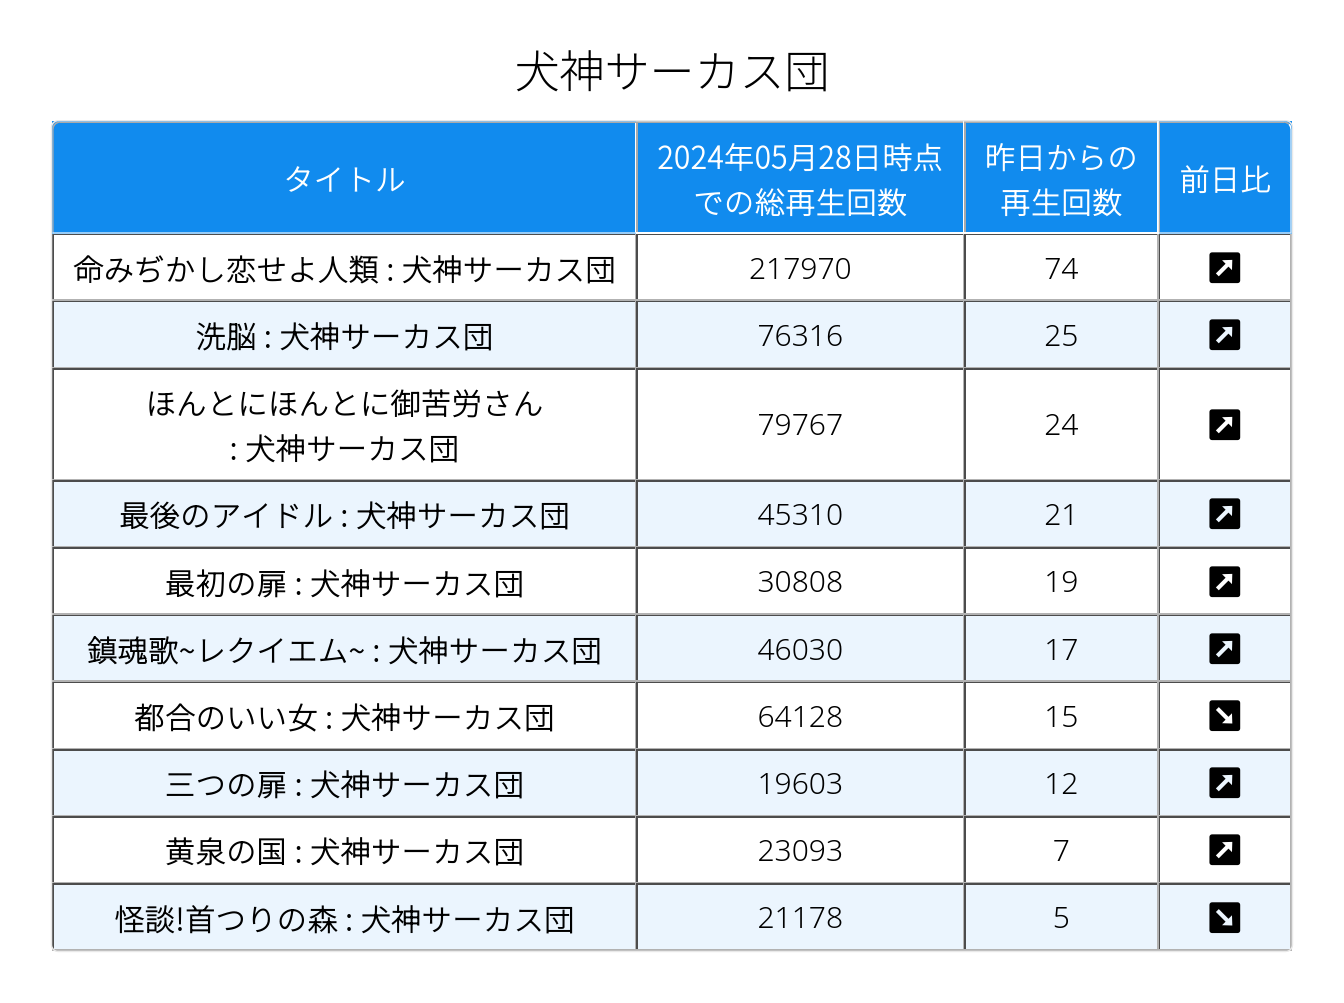 犬神サーカス団
タイトル
2024年05月28日時点
での総再生回数
昨日からの
再生回数
前日比
命みぢかし恋せよ人類 : 犬神サーカス団 217970 74
洗脳 : 犬神サーカス団 76316 25
ほんとにほんとに御苦労さん
: 犬神サーカス団 79767 24
最後のアイドル : 犬神サーカス団 45310 21
最初の扉 : 犬神サーカス団 30808 19
鎮魂歌~レクイエム~ : 犬神サーカス団 46030 17
都合のいい女 : 犬神サーカス団 64128 15
三つの扉 : 犬神サーカス団 19603 12
黄泉の国 : 犬神サーカス団 23093 7
怪談!首つりの森 : 犬神サーカス団 21178 5